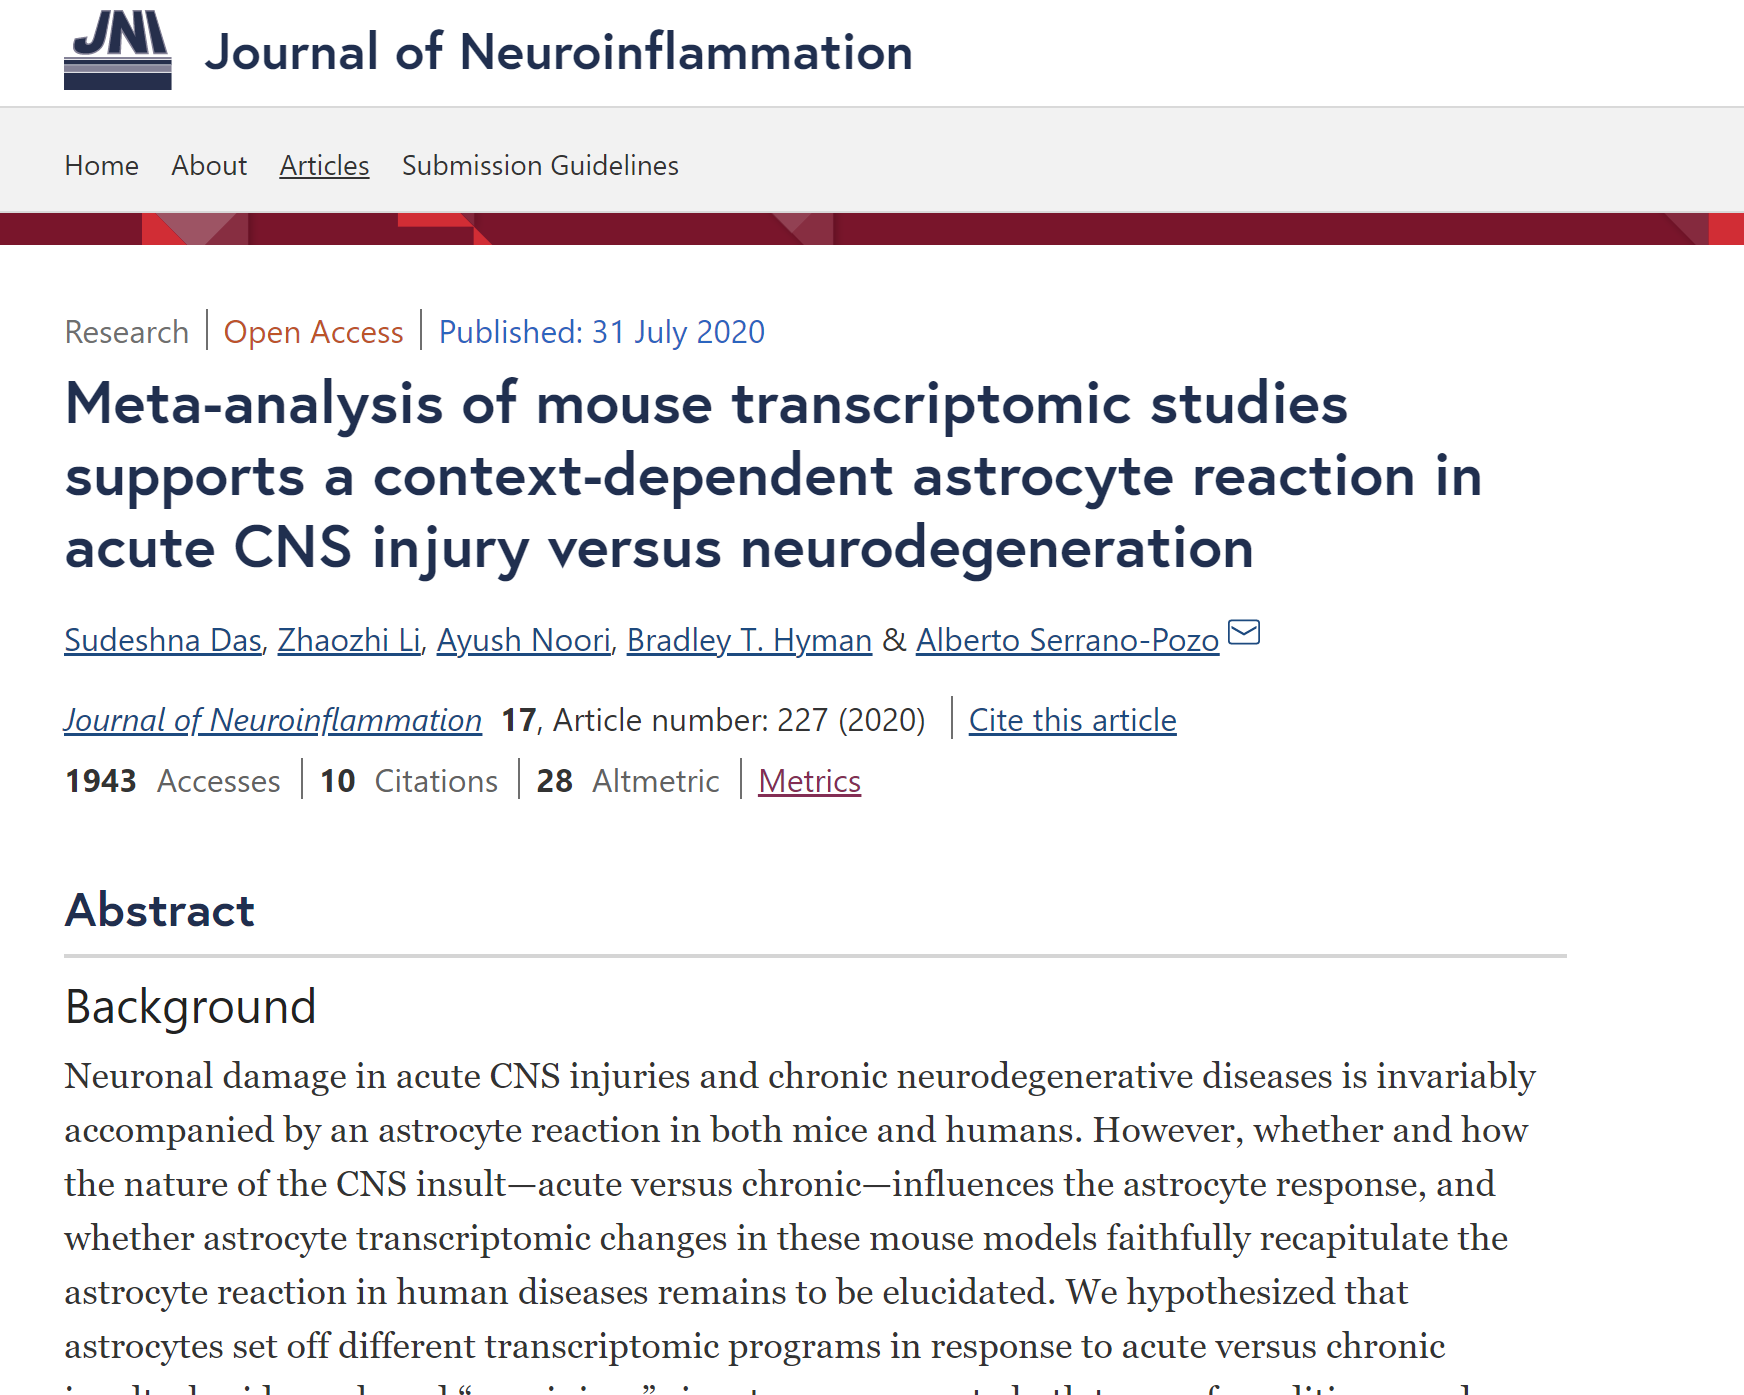 JNI Journal of Neuroinflammation
Home About Articles Submission Guidelines
Research Open Access Published: 31 July 2020
Meta-analysis of mouse transcriptomic studies
supports a context-dependent astrocyte reaction in
acute CNS injury versus neurodegeneration
Sudeshna Das, Zhaozhi Li, Ayush Noori, Bradley T. Hyman & Alberto Serrano-Pozo
Journal of Neuroinflammation 17, Article number: 227 (2020) Cite this article
1943 Accesses 10 Citations 28 Altmetric Metrics
Abstract
Background
Neuronal damage in acute CNS injuries and chronic neurodegenerative diseases is invariably
accompanied by an astrocyte reaction in both mice and humans. However, whether and how
the nature of the CNS insult—acute versus chronic—influences the astrocyte response, and
whether astrocyte transcriptomic changes in these mouse models faithfully recapitulate the
astrocyte reaction in human diseases remains to be elucidated. We hypothesized that
astrocytes set off different transcriptomic programs in response to acute versus chronic